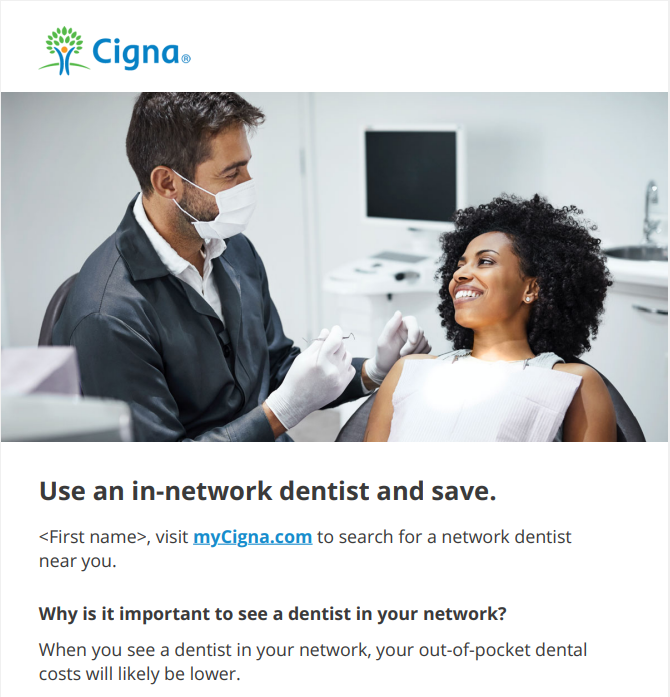 Cigna®
Use an in-network dentist and save.
<First name>, visit myCigna.com to search for a network dentist
near you.
Why is it important to see a dentist in your network?
When you see a dentist in your network, your out-of-pocket dental
costs will likely be lower.